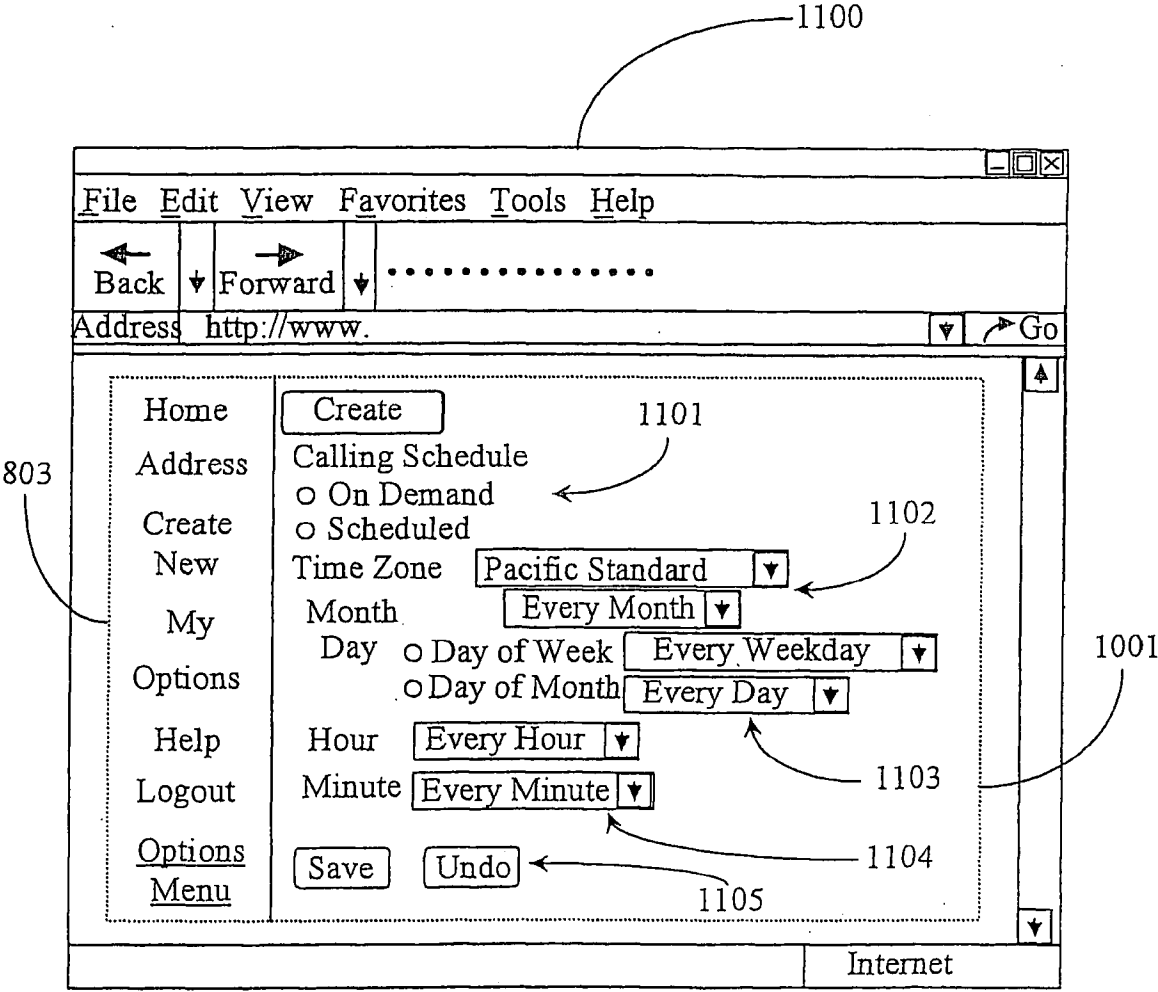 1100
File Edit View Favorites Tools Help
Back Forward
Address http://www. Go
Home Create 1101
Address Calling Schedule
803
On Demand
Create
Scheduled 1102
New Time Zone Pacific Standard
My Month Every Month
Day Day of Week Every Weekday 1001
Options Day of Month Every Day
Help Hour Every Hour
Logout Minute Every Minute 1103
Options Menu
Save Undo 1104
1105
Internet